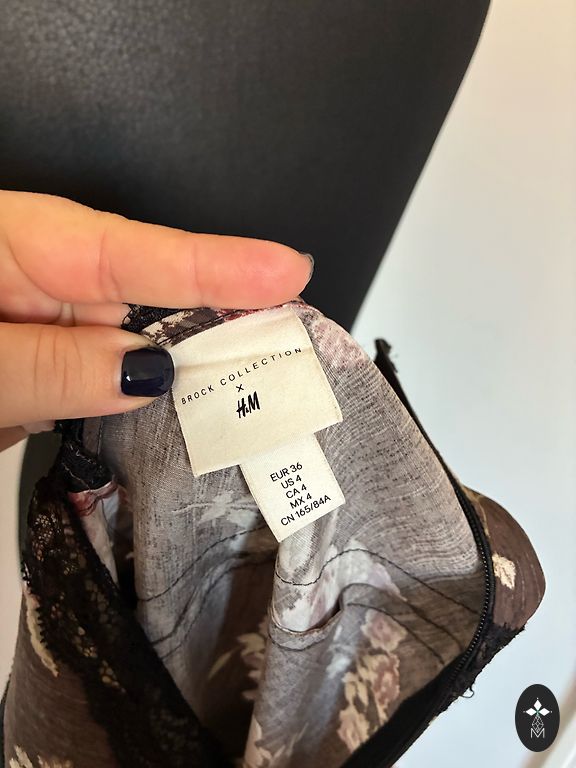 BROCK COLLECTION
X
H&M
EUR 36
US 4
CA 4
MX 4
CN 165/84A
M